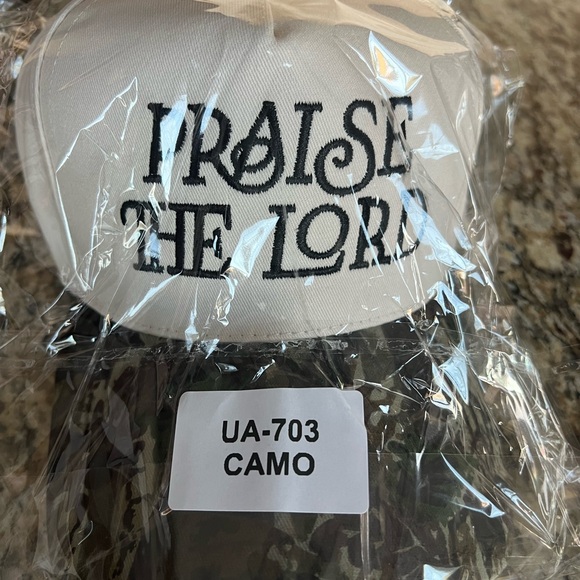 PRAISE
THE LORD
UA-703
CAMO